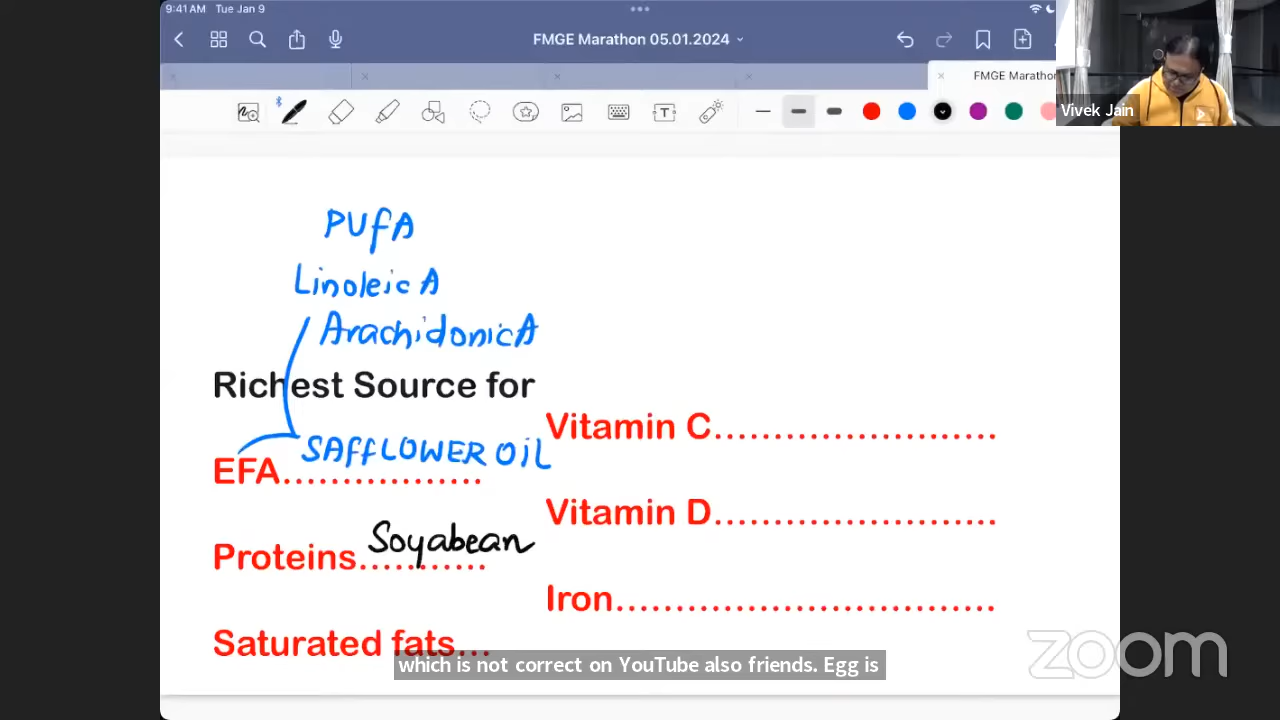 9:41 AM Tue Jan 9
FMGE Marathon 05.01.2024
FMGE Marathon
Vivek Jain
PUFA
Linoleic A
Arachidonic A
Richest Source for
Vitamin C........................
SAFFLOWER OIL
EFA.................
Vitamin D........................
Soyabean
Proteins...........
Iron................................
Saturated fats...
which is not correct on YouTube also friends. Egg is
zoom